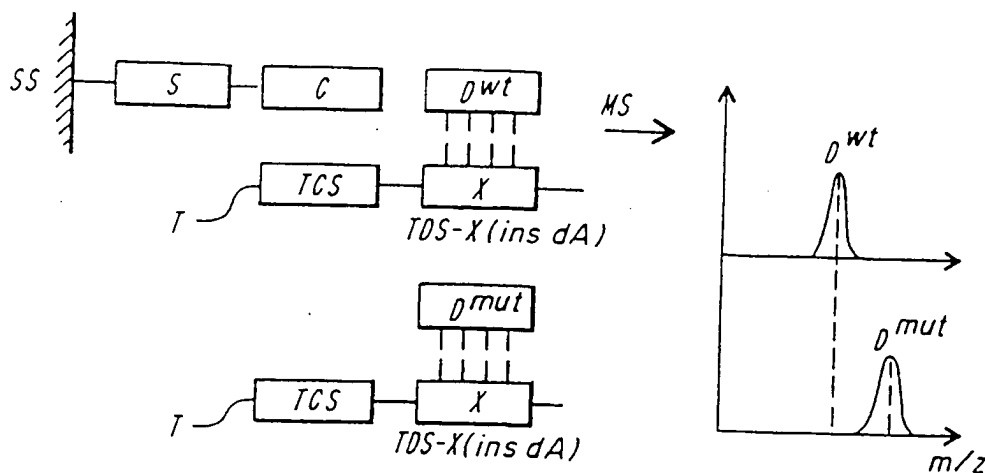 SS
S
C
D wt
MS
T
TCS
X
TDS-X(ins dA)
D mut
T
TCS
X
TDS-X(ins dA)
D wt
D mut
m/z